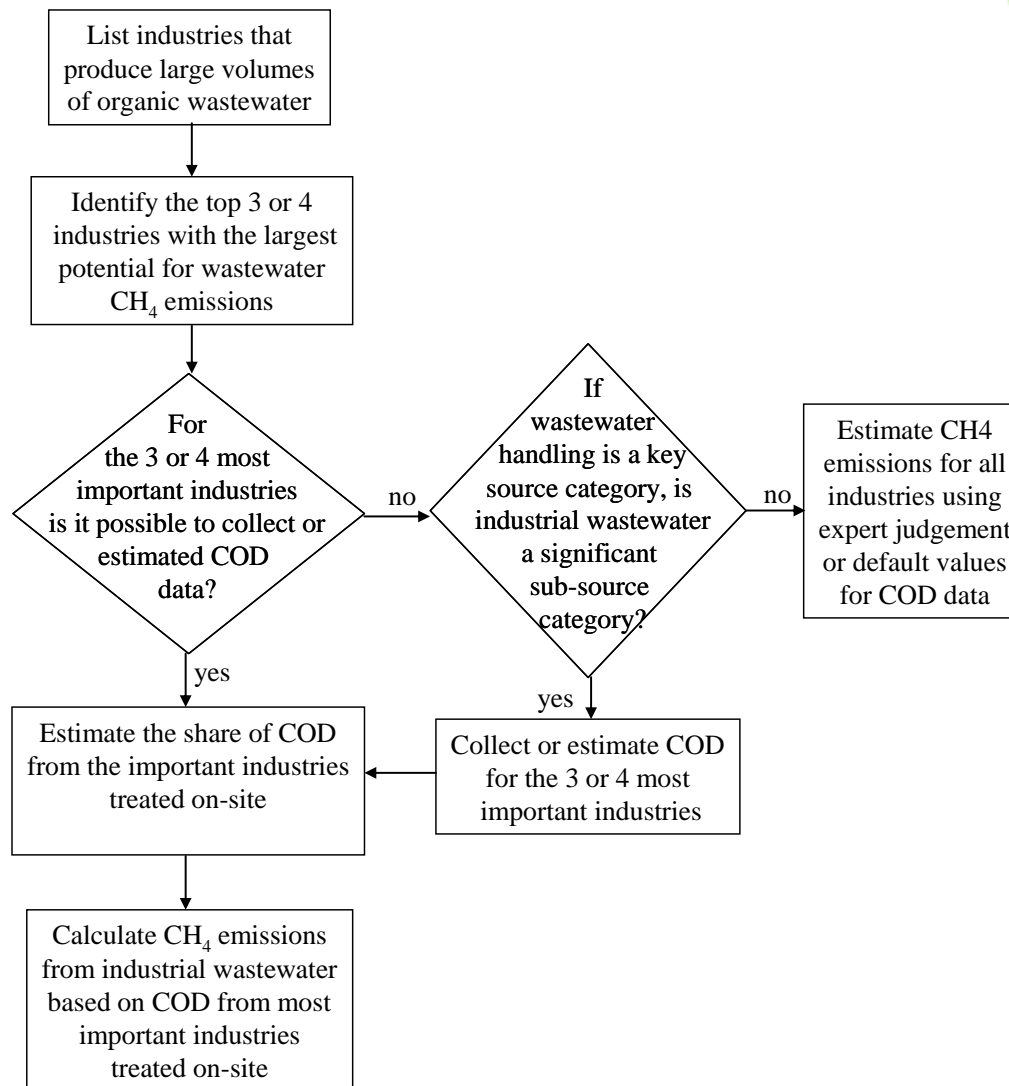 List industries that
produce large volumes
of organic wastewater
Identify the top 3 or 4
industries with the largest
potential for wastewater
CH₄ emissions
For
the 3 or 4 most
important industries
is it possible to collect or
estimated COD
data?
no
If
wastewater
handling is a key
source category, is
industrial wastewater
a significant
sub-source
category?
no
Estimate CH4
emissions for all
industries using
expert judgement
or default values
for COD data
yes
yes
Estimate the share of COD
from the important industries
treated on-site
Collect or estimate COD
for the 3 or 4 most
important industries
Calculate CH₄ emissions
from industrial wastewater
based on COD from most
important industries
treated on-site